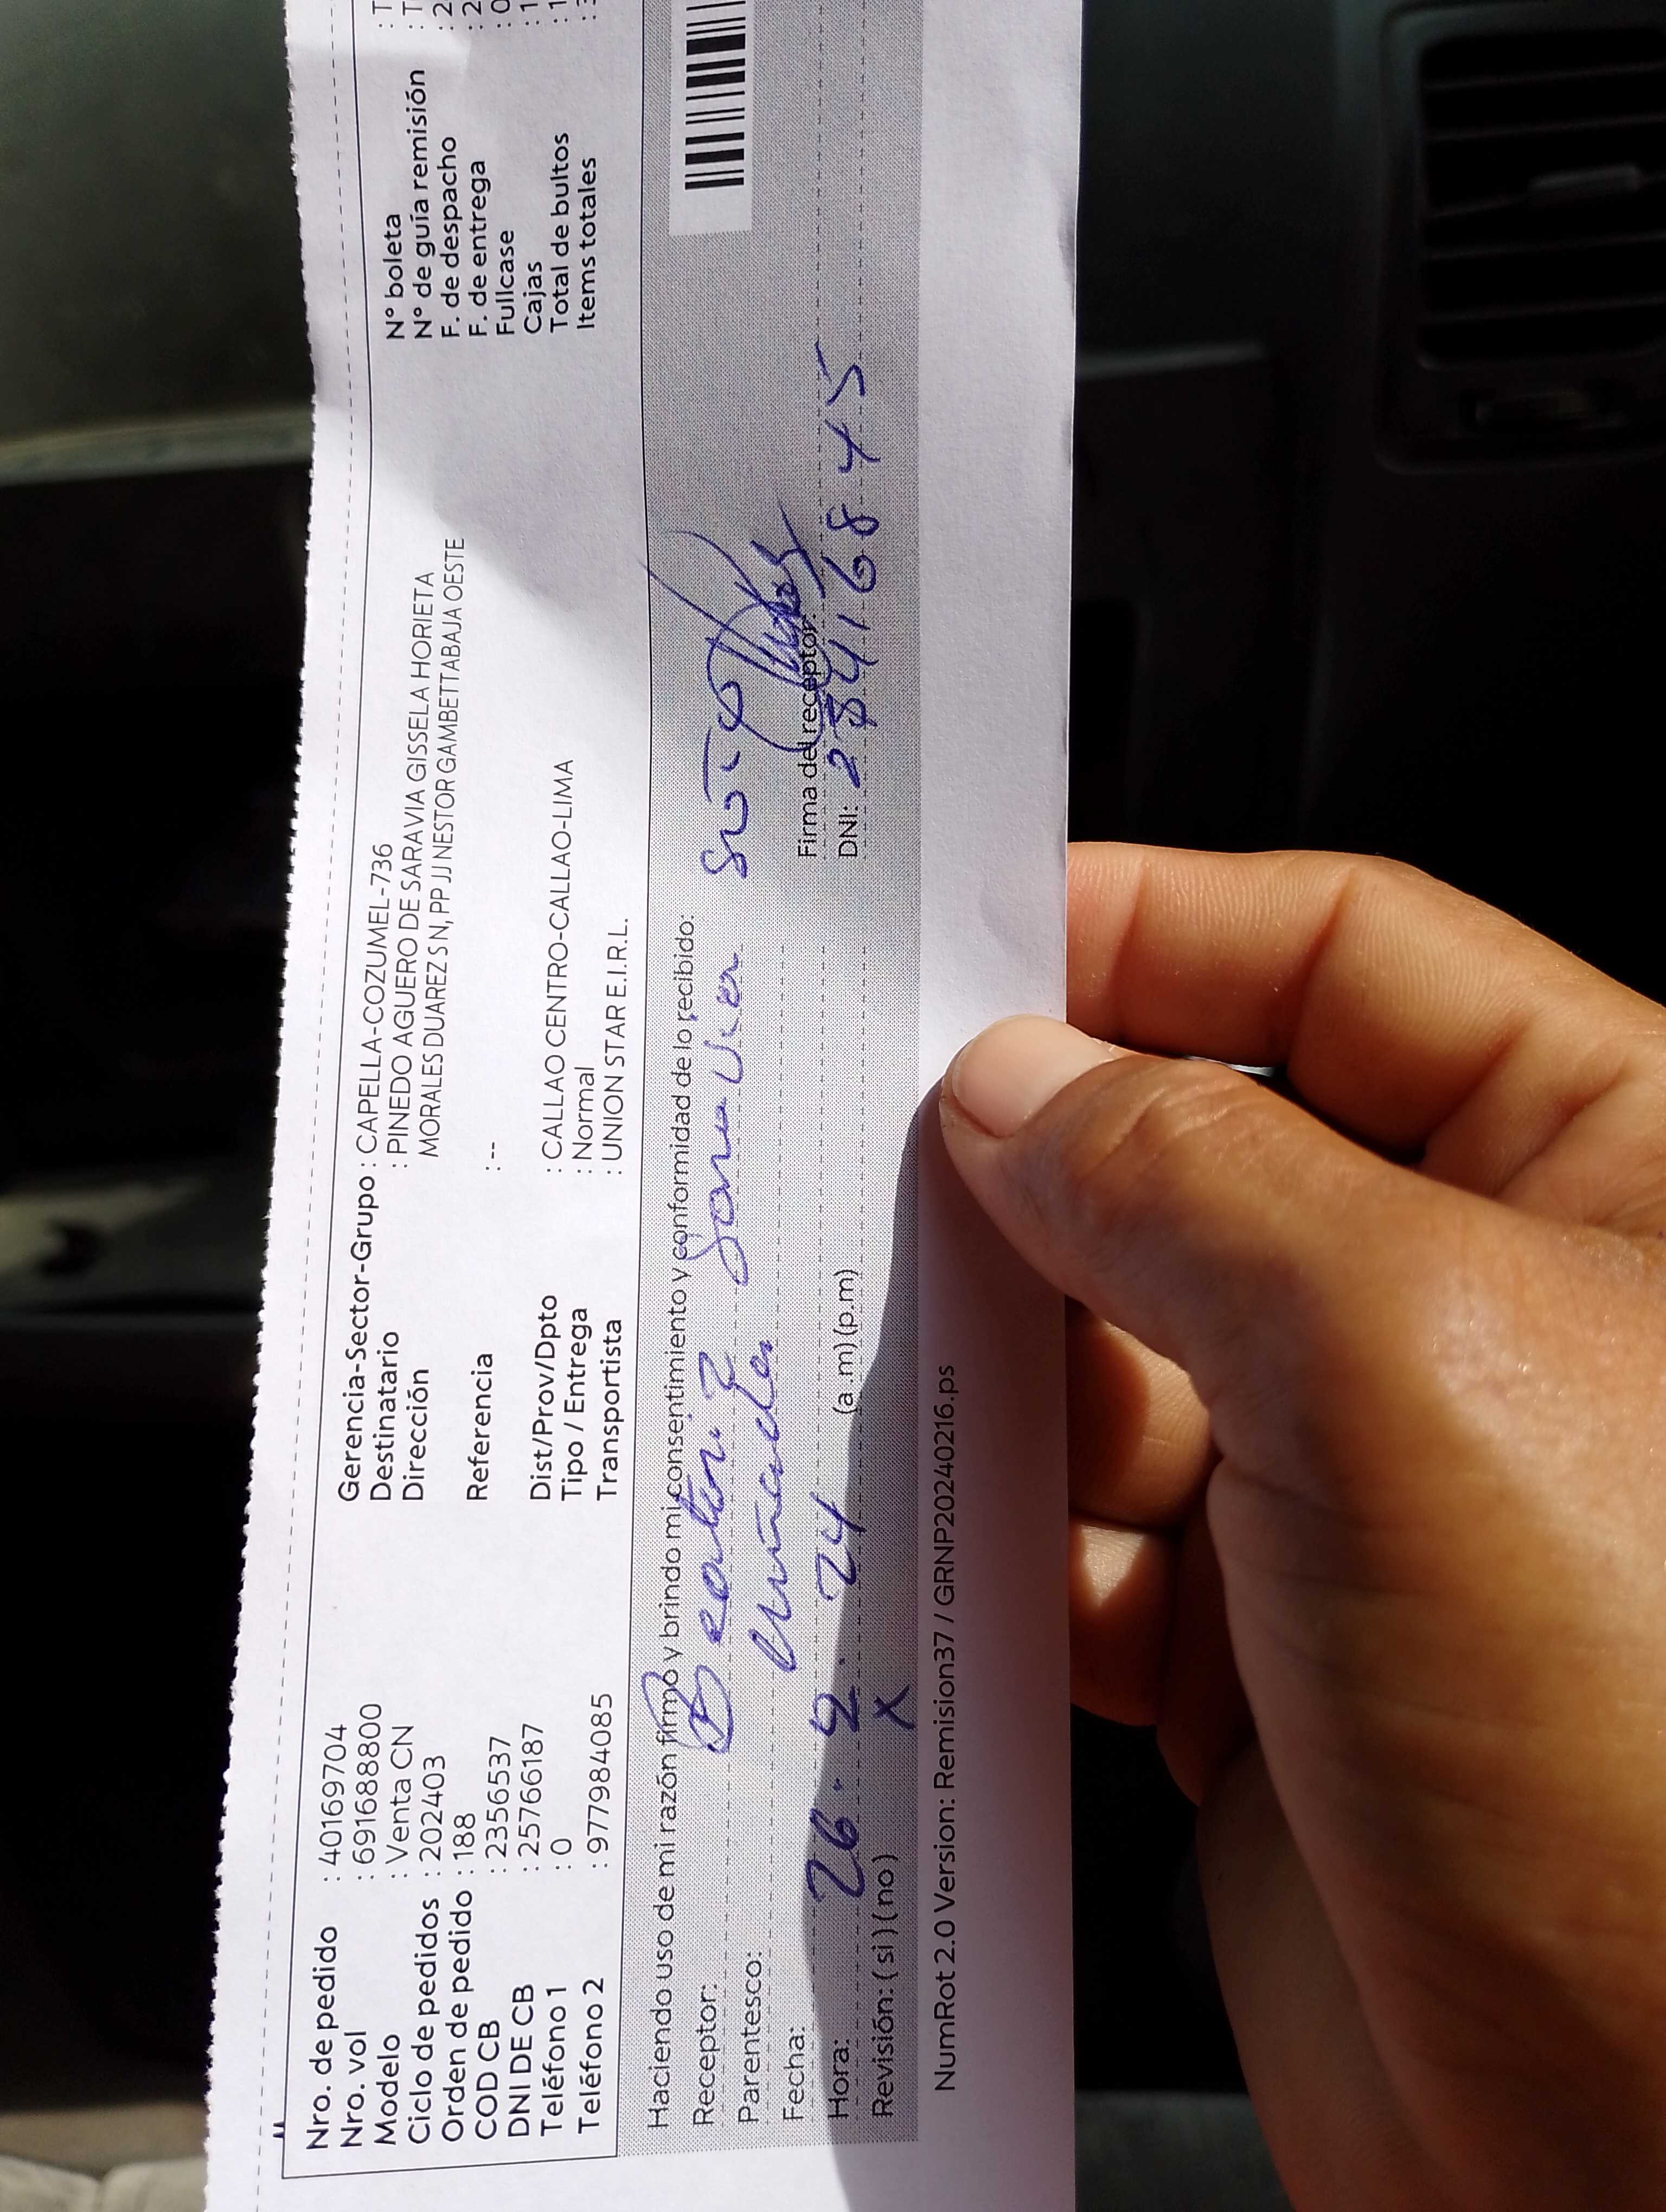 Nro. de pedido : 40169704
Nro. vol : 691688800
Modelo : Venta CN
Ciclo de pedidos : 202403
Orden de pedido : 188
COD CB : 2356537
DNI DE CB : 25766187
Teléfono 1 : 0
Teléfono 2 : 977984085
Gerencia-Sector-Grupo : CAPELLA-COZUMEL-736
Destinatario : PINEDO AGUERO DE SARAVIA GISSELA HORIETA
Dirección MORALES DUAREZ S N, PP JJ NESTOR GAMBETTA BAJA OESTE
Referencia : --
Dist/Prov/Dpto : CALLAO CENTRO-CALLAO-LIMA
Tipo / Entrega : Normal
Transportista : UNION STAR E.I.R.L.
N° boleta : T
N° de guía remisión : T
F. de despacho : 2
F. de entrega : 2
Fullcase : 0
Cajas : 1
Total de bultos : 1
Items totales :
Haciendo uso de mi razón firmo y brindo mi consentimiento y conformidad de lo recibido:
Receptor: Beatriz
Parentesco:
Fecha: 26. 2. 24
Hora: (a .m) (p.m)
Revisión: ( si ) ( no ) X
Firma del receptor:
DNI:
NumRot 2.0 Version: Remision37 / GRNP20240216.ps